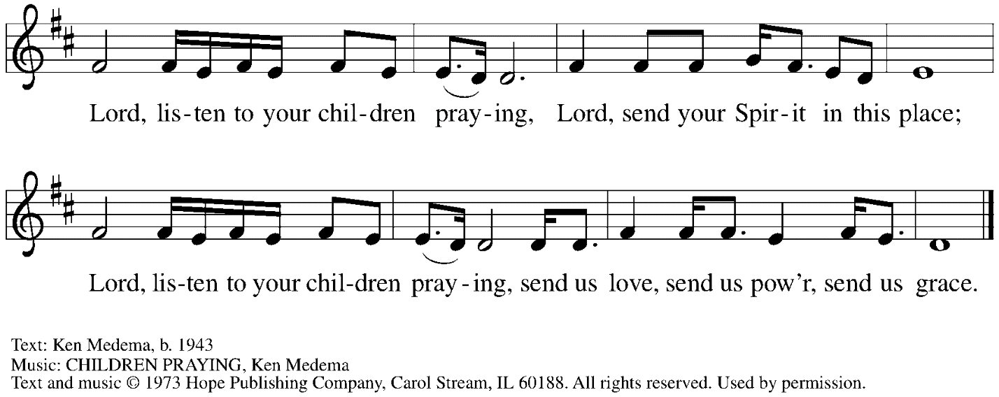 Lord, lis-ten to your chil-dren pray-ing, Lord, send your Spir-it in this place;
Lord, lis-ten to your chil-dren pray-ing, send us love, send us pow'r, send us grace.
Text: Ken Medema, b. 1943
Music: CHILDREN PRAYING, Ken Medema
Text and music © 1973 Hope Publishing Company, Carol Stream, IL 60188. All rights reserved. Used by permission.